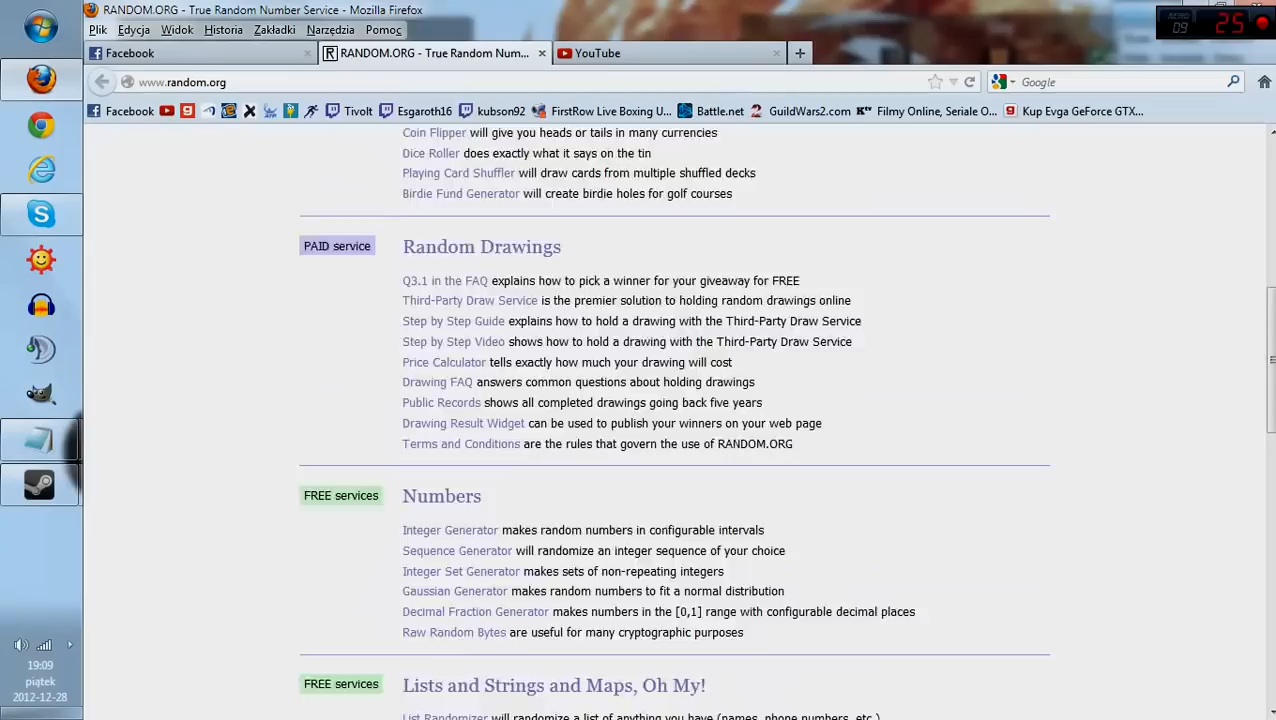 RANDOM.ORG - True Random Number Service - Mozilla Firefox
Plik Edycja Widok Historia Zakładki Narzędzia Pomoc
09 25
Facebook
RANDOM.ORG - True Random Num...
YouTube
www.random.org
Google
Facebook Tivolt Esgaroth16 kubson92 FirstRow Live Boxing U... Battle.net GuildWars2.com Filmy Online, Seriale O... Kup Evga GeForce GTX...
Coin Flipper will give you heads or tails in many currencies
Dice Roller does exactly what it says on the tin
Playing Card Shuffler will draw cards from multiple shuffled decks
Birdie Fund Generator will create birdie holes for golf courses
PAID service
Random Drawings
Q3.1 in the FAQ explains how to pick a winner for your giveaway for FREE
Third-Party Draw Service is the premier solution to holding random drawings online
Step by Step Guide explains how to hold a drawing with the Third-Party Draw Service
Step by Step Video shows how to hold a drawing with the Third-Party Draw Service
Price Calculator tells exactly how much your drawing will cost
Drawing FAQ answers common questions about holding drawings
Public Records shows all completed drawings going back five years
Drawing Result Widget can be used to publish your winners on your web page
Terms and Conditions are the rules that govern the use of RANDOM.ORG
FREE services
Numbers
Integer Generator makes random numbers in configurable intervals
Sequence Generator will randomize an integer sequence of your choice
Integer Set Generator makes sets of non-repeating integers
Gaussian Generator makes random numbers to fit a normal distribution
Decimal Fraction Generator makes numbers in the [0,1] range with configurable decimal places
Raw Random Bytes are useful for many cryptographic purposes
FREE services
Lists and Strings and Maps, Oh My!
List Randomizer will randomize a list of anything you have (names, phone numbers, etc.)
19:09
piątek
2012-12-28